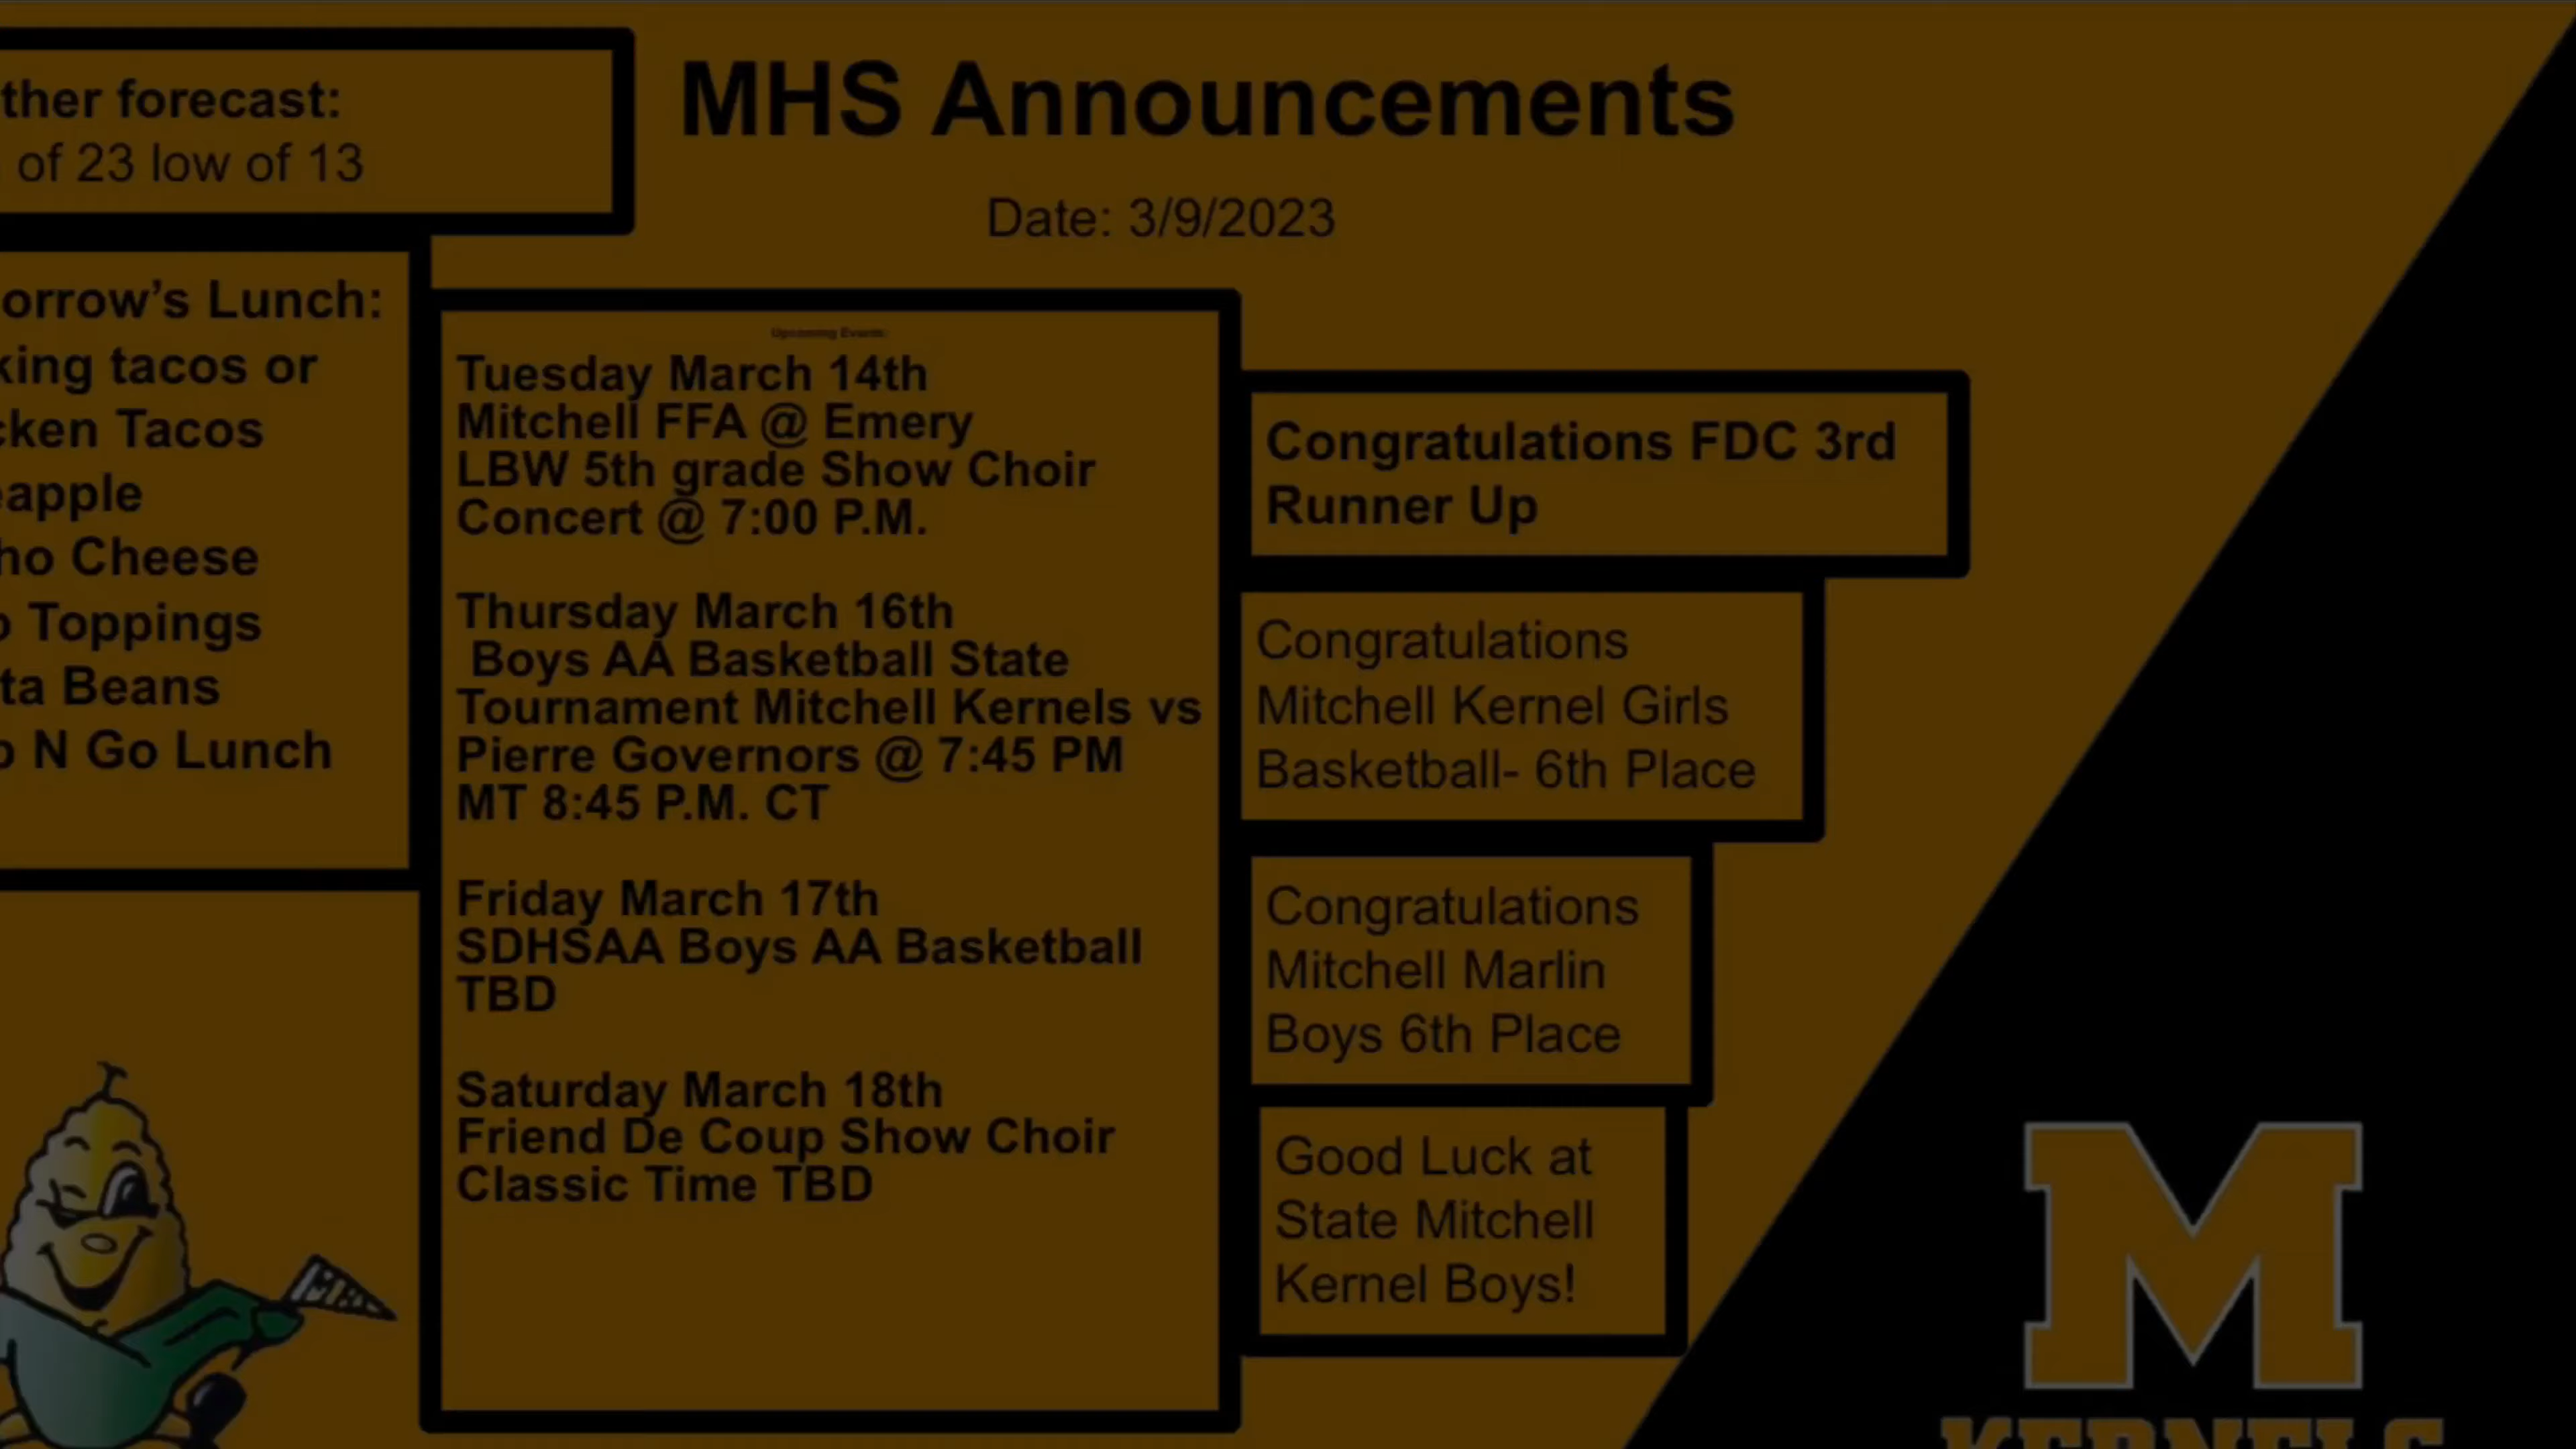 ther forecast:
of 23 low of 13
MHS Announcements
Date: 3/9/2023
orrow’s Lunch:
king tacos or
cken Tacos
eapple
ho Cheese
o Toppings
ta Beans
o N Go Lunch
Upcoming Events:
Tuesday March 14th
Mitchell FFA @ Emery
LBW 5th grade Show Choir
Concert @ 7:00 P.M.
Thursday March 16th
Boys AA Basketball State
Tournament Mitchell Kernels vs
Pierre Governors @ 7:45 PM
MT 8:45 P.M. CT
Friday March 17th
SDHSAA Boys AA Basketball
TBD
Saturday March 18th
Friend De Coup Show Choir
Classic Time TBD
Congratulations FDC 3rd
Runner Up
Congratulations
Mitchell Kernel Girls
Basketball- 6th Place
Congratulations
Mitchell Marlin
Boys 6th Place
Good Luck at
State Mitchell
Kernel Boys!
M
KERNELS